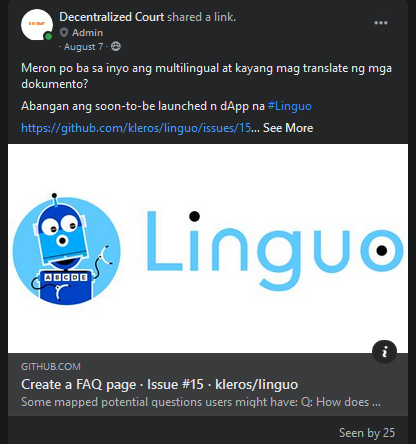 Decentralized Court shared a link.
Admin
· August 7 ·
Meron po ba sa inyo ang multilingual at kayang mag translate ng mga
dokumento?
Abangan ang soon-to-be launched n dApp na #Linguo
https://github.com/kleros/linguo/issues/15... See More
A B C D E
Linguo
GITHUB.COM
Create a FAQ page · Issue #15 · kleros/linguo
Some mapped potential questions users might have: Q: How does ...
Seen by 25